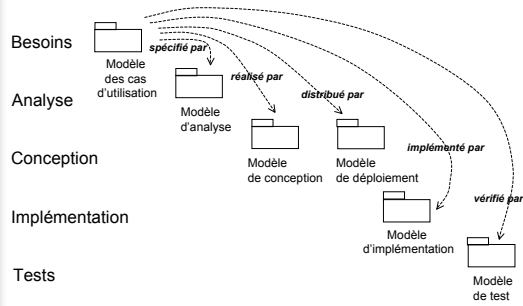 Besoins
spécifié par
Modèle
des cas
d'utilisation
réalisé par
Analyse
distribué par
Modèle
d'analyse
implémenté par
Conception
Modèle
de conception
Modèle
de déploiement
vérifié par
Implémentation
Modèle
d'implémentation
Tests
Modèle
de test